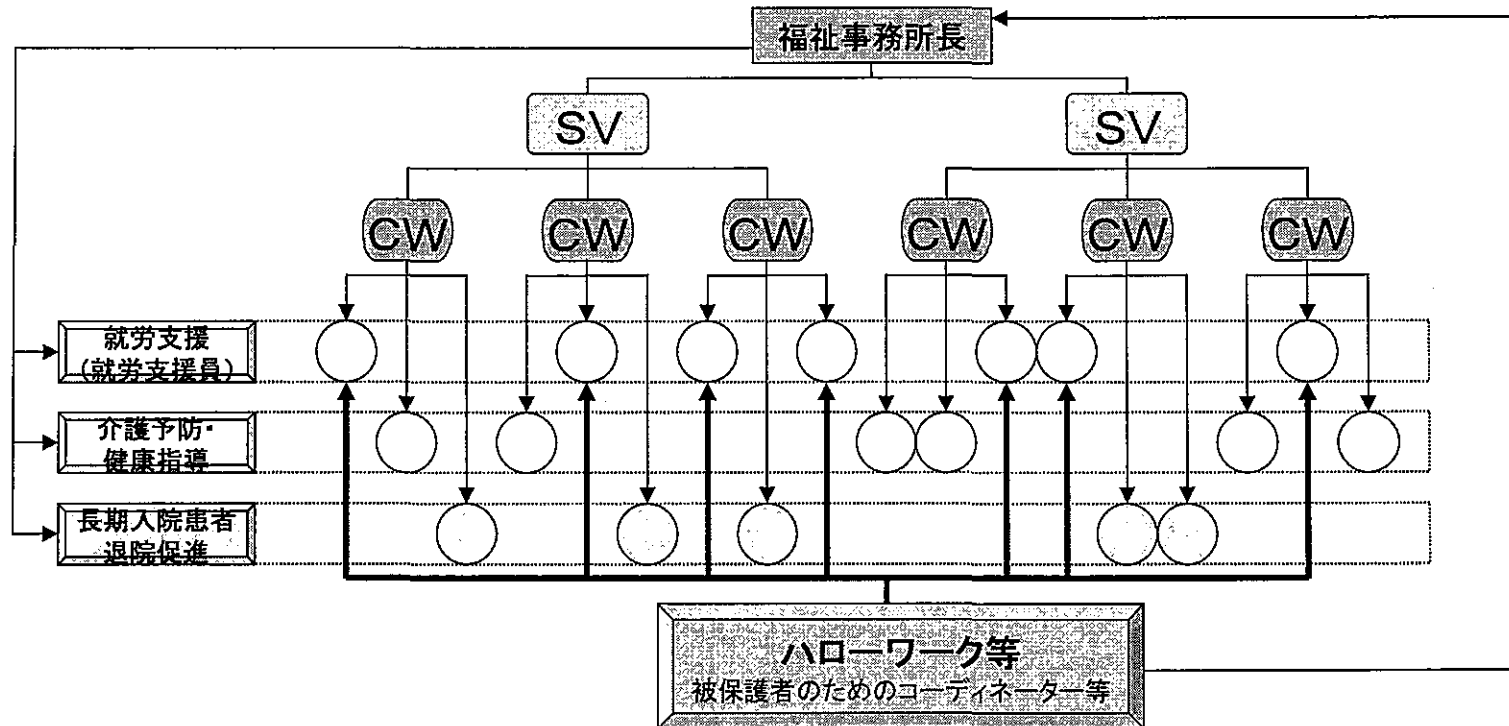 福祉事務所長
SV
SV
CW
CW
CW
CW
CW
CW
就労支援
(就労支援員)
介護予防・
健康指導
長期入院患者
退院促進
ハローワーク等
被保護者のためのコーディネーター等